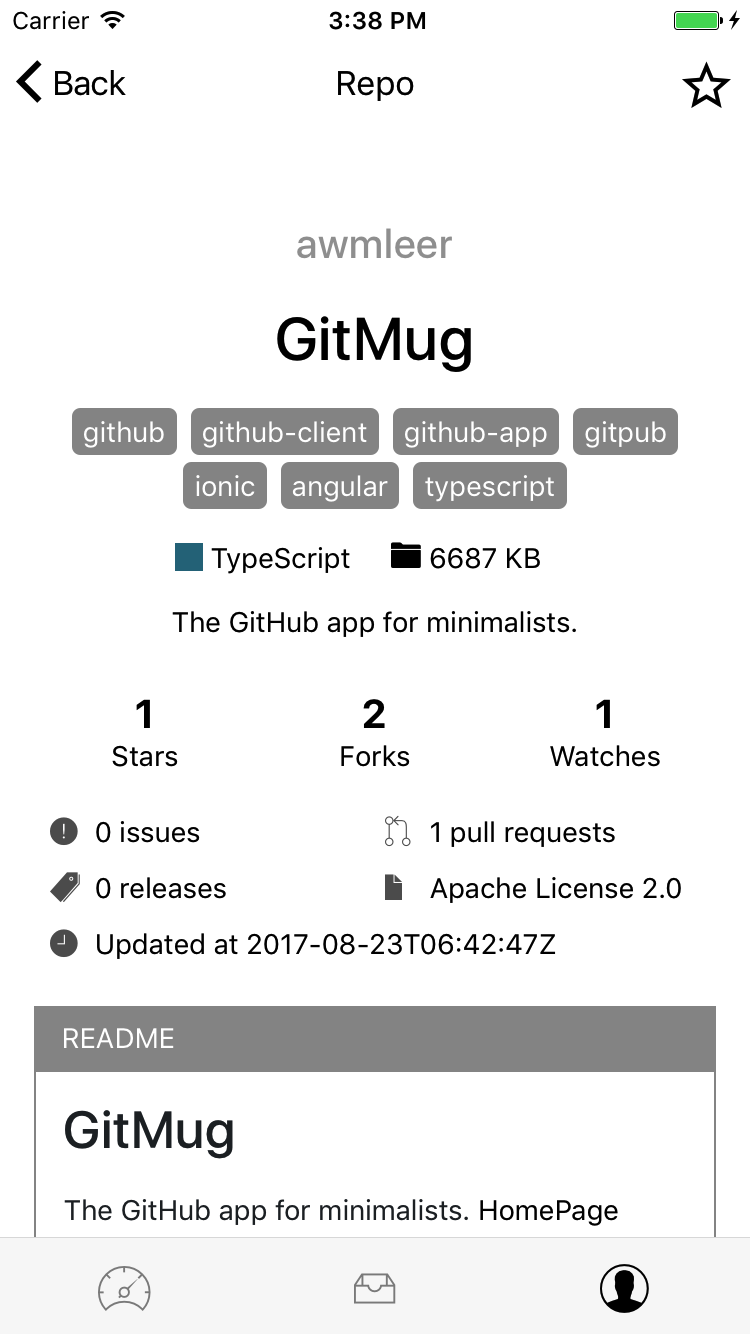 Carrier 3:38 PM
Back Repo
awmleer
GitMug
github github-client github-app gitpub
ionic angular typescript
TypeScript 6687 KB
The GitHub app for minimalists.
1 2 1
Stars Forks Watches
0 issues 1 pull requests
0 releases Apache License 2.0
Updated at 2017-08-23T06:42:47Z
README
GitMug
The GitHub app for minimalists. HomePage